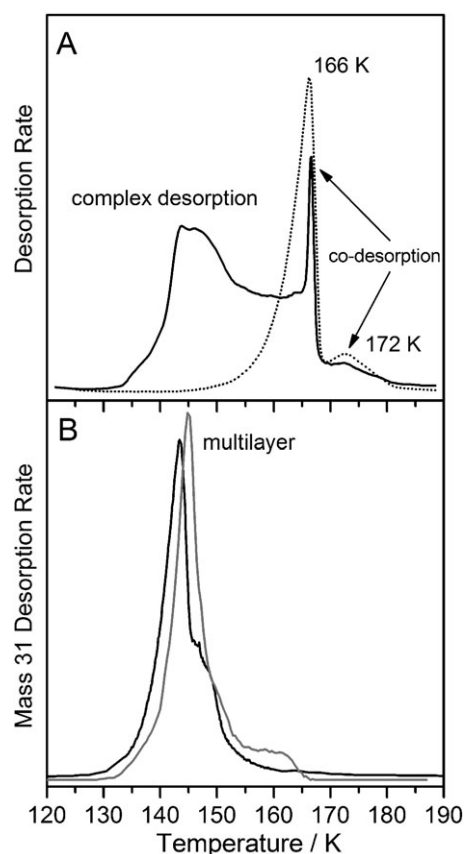 A
166 K
complex desorption
co-desorption
172 K
Desorption Rate
B
multilayer
Mass 31 Desorption Rate
120 130 140 150 160 170 180 190
Temperature / K